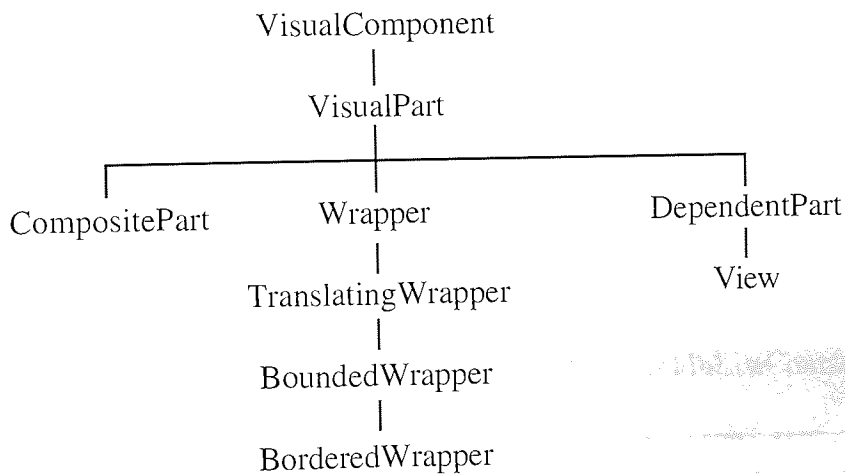 VisualComponent
VisualPart
CompositePart Wrapper DependentPart
TranslatingWrapper View
BoundedWrapper
BorderedWrapper